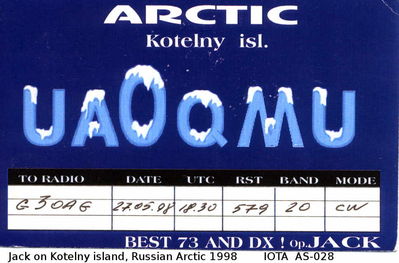 ARCTIC
Kotelny isl.
UA0QMU
TO RADIO DATE UTC RST BAND MODE
G3OAG 27.05.98 18.30 579 20 CW
BEST 73 AND DX ! op.JACK
Jack on Kotelny island, Russian Arctic 1998 IOTA AS-028